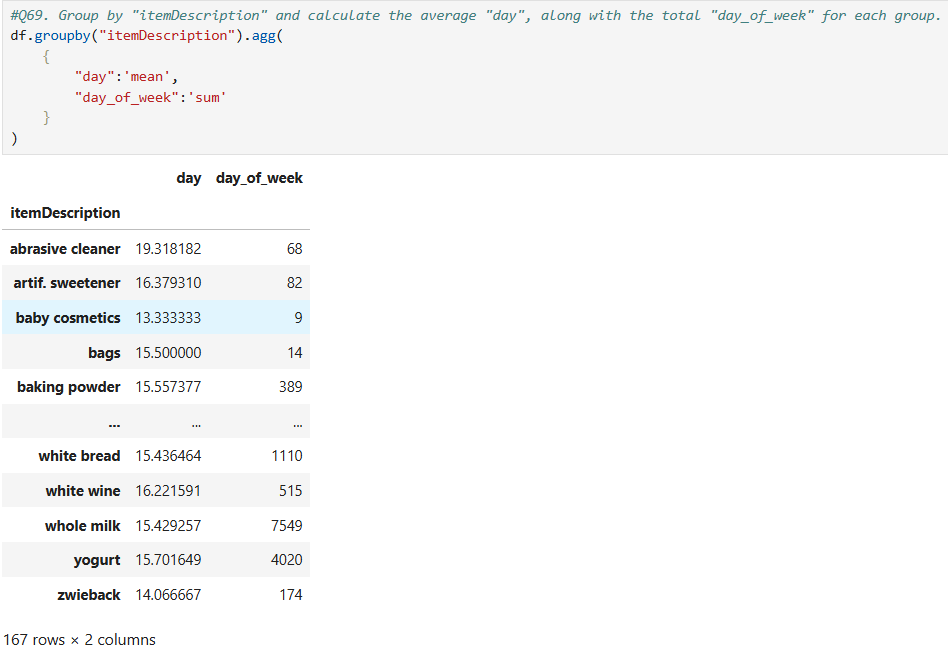 #Q69. Group by "itemDescription" and calculate the average "day", along with the total "day_of_week" for each group.
df.groupby("itemDescription").agg(
    {
        "day":'mean',
        "day_of_week":'sum'
    }
)
day day_of_week
itemDescription
abrasive cleaner 19.318182 68
artif. sweetener 16.379310 82
baby cosmetics 13.333333 9
bags 15.500000 14
baking powder 15.557377 389
... ... ...
white bread 15.436464 1110
white wine 16.221591 515
whole milk 15.429257 7549
yogurt 15.701649 4020
zwieback 14.066667 174
167 rows × 2 columns